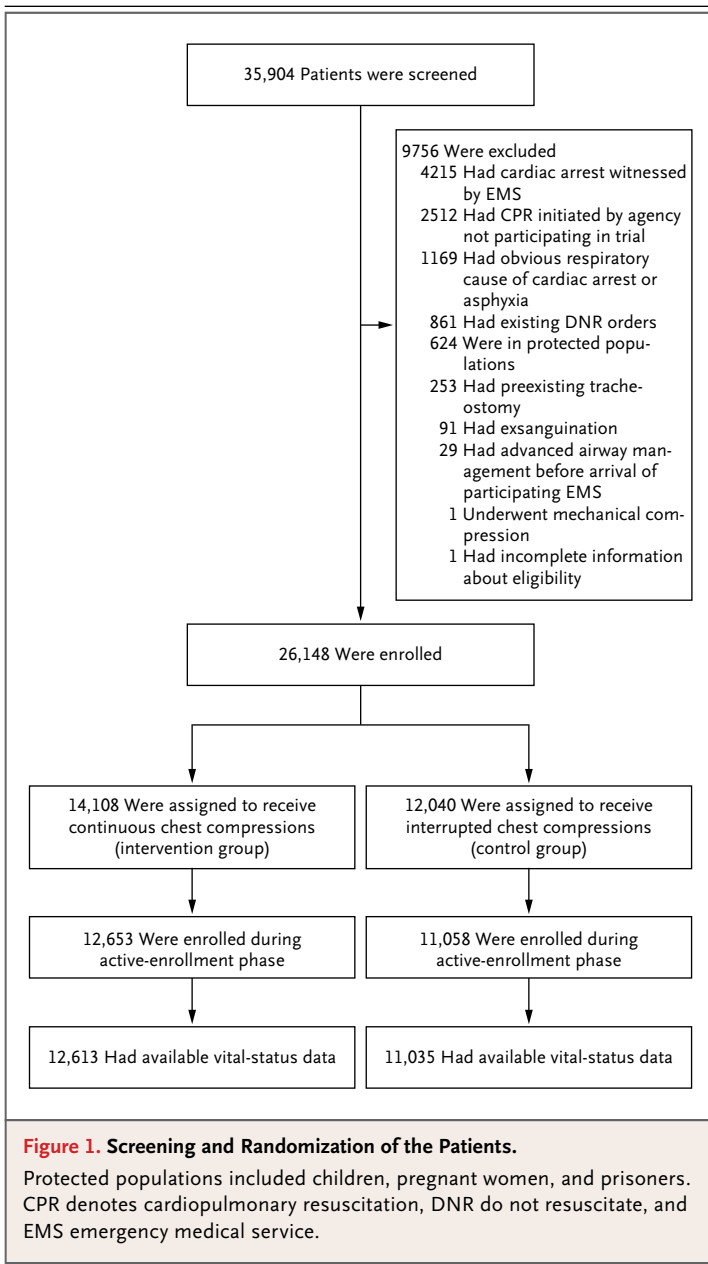 35,904 Patients were screened
9756 Were excluded
4215 Had cardiac arrest witnessed
by EMS
2512 Had CPR initiated by agency
not participating in trial
1169 Had obvious respiratory
cause of cardiac arrest or
asphyxia
861 Had existing DNR orders
624 Were in protected popu-
lations
253 Had preexisting trache-
ostomy
91 Had exsanguination
29 Had advanced airway man-
agement before arrival of
participating EMS
1 Underwent mechanical com-
pression
1 Had incomplete information
about eligibility
26,148 Were enrolled
14,108 Were assigned to receive
continuous chest compressions
(intervention group)
12,040 Were assigned to receive
interrupted chest compressions
(control group)
12,653 Were enrolled during
active-enrollment phase
11,058 Were enrolled during
active-enrollment phase
12,613 Had available vital-status data
11,035 Had available vital-status data
Figure 1. Screening and Randomization of the Patients.
Protected populations included children, pregnant women, and prisoners.
CPR denotes cardiopulmonary resuscitation, DNR do not resuscitate, and
EMS emergency medical service.